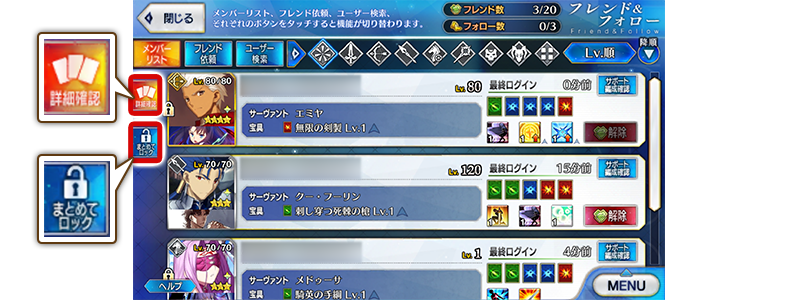 閉じる
メンバーリスト、フレンド依頼、ユーザー検索、
それぞれのボタンをタッチすると機能が切り替わります。
フレンド数 3/20
フォロー数 0/3
フレンド&
フォロー
Friend&Follow
メンバー
リスト
フレンド
依頼
ユーザー
検索
Lv.順
降順
詳細確認
まとめて
ロック
詳細確認
まとめて
ロック
Lv.80/80
Lv.80
最終ログイン 0分前
サポート
編成確認
サーヴァント エミヤ
宝具 無限の剣製 Lv.1
解除
Lv.70/70
Lv.120
最終ログイン 15分前
サポート
編成確認
サーヴァント クー・フーリン
宝具 刺し穿つ死棘の槍 Lv.1
解除
Lv.70/70
Lv.1
最終ログイン 4分前
サポート
編成確認
サーヴァント メドゥーサ
宝具 騎英の手綱 Lv.1
ヘルプ
MENU